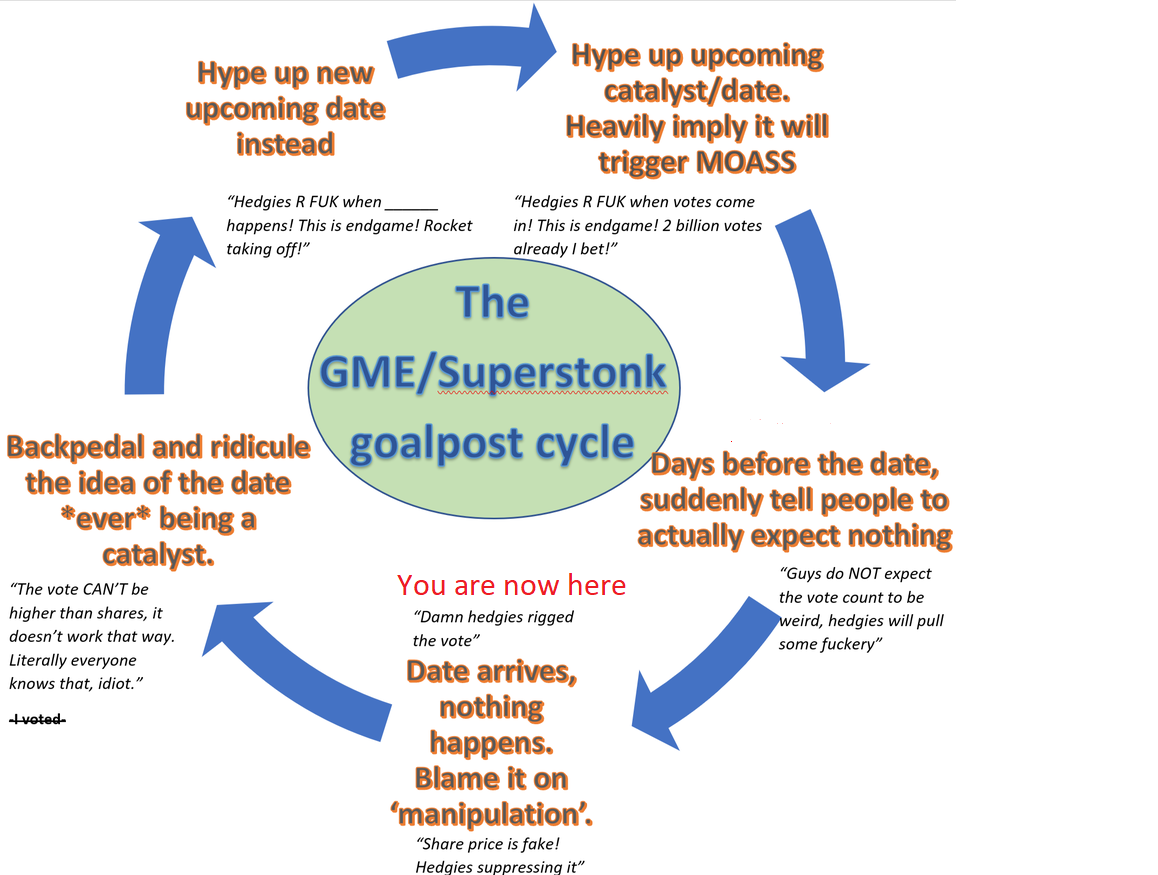 Hype up new
upcoming date
instead
“Hedgies R FUK when ______
happens! This is endgame! Rocket
taking off!”
Hype up upcoming
catalyst/date.
Heavily imply it will
trigger MOASS
“Hedgies R FUK when votes come
in! This is endgame! 2 billion votes
already I bet!”
The
GME/Superstonk
goalpost cycle
Days before the date,
suddenly tell people to
actually expect nothing
“Guys do NOT expect
the vote count to be
weird, hedgies will pull
some fuckery”
You are now here
“Damn hedgies rigged
the vote”
Date arrives,
nothing
happens.
Blame it on
‘manipulation’.
“Share price is fake!
Hedgies suppressing it”
Backpedal and ridicule
the idea of the date
*ever* being a
catalyst.
“The vote CAN’T be
higher than shares, it
doesn’t work that way.
Literally everyone
knows that, idiot.”
-I voted-